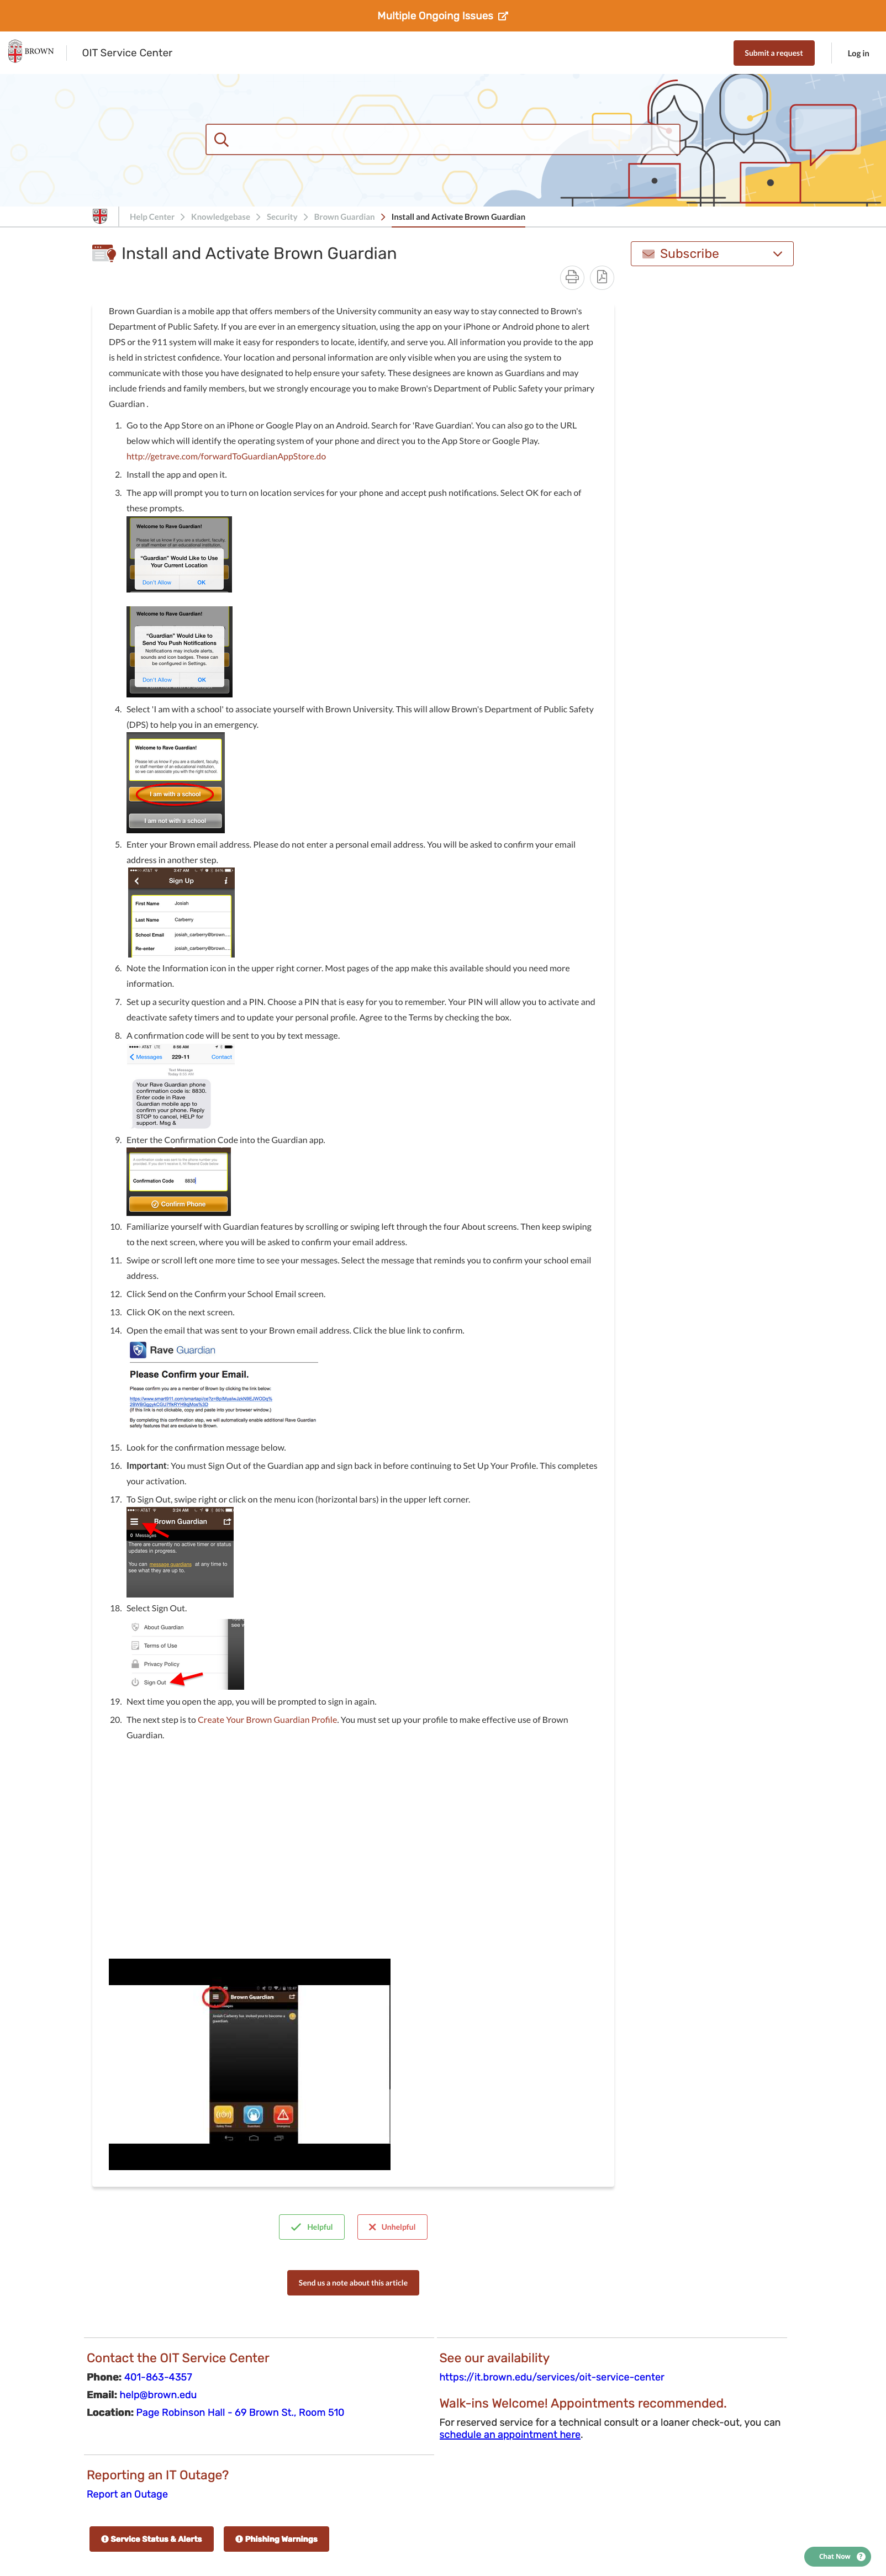 Multiple Ongoing Issues
BROWN
OIT Service Center
Submit a request
Log in
Help Center
Knowledgebase
Security
Brown Guardian
Install and Activate Brown Guardian
Install and Activate Brown Guardian
Subscribe
Brown Guardian is a mobile app that offers members of the University community an easy way to stay connected to Brown's
Department of Public Safety. If you are ever in an emergency situation, using the app on your iPhone or Android phone to alert
DPS or the 911 system will make it easy for responders to locate, identify, and serve you. All information you provide to the app
is held in strictest confidence. Your location and personal information are only visible when you are using the system to
communicate with those you have designated to help ensure your safety. These designees are known as Guardians and may
include friends and family members, but we strongly encourage you to make Brown's Department of Public Safety your primary
Guardian .
1. Go to the App Store on an iPhone or Google Play on an Android. Search for 'Rave Guardian'. You can also go to the URL
below which will identify the operating system of your phone and direct you to the App Store or Google Play.
http://getrave.com/forwardToGuardianAppStore.do
2. Install the app and open it.
3. The app will prompt you to turn on location services for your phone and accept push notifications. Select OK for each of
these prompts.
Welcome to Rave Guardian!
Please let us know if you are a student, faculty,
or staff member of an educational institution,
"Guardian" Would Like to Use
Your Current Location
Don't Allow
OK
Welcome to Rave Guardian!
"Guardian" Would Like to
Send You Push Notifications
Notifications may include alerts,
sounds and icon badges. These can
be configured in Settings.
Don't Allow
OK
4. Select 'I am with a school' to associate yourself with Brown University. This will allow Brown's Department of Public Safety
(DPS) to help you in an emergency.
Welcome to Rave Guardian!
Please let us know if you are a student, faculty,
or staff member of an educational institution,
so we can associate you with the right school
I am with a school
I am not with a school
5. Enter your Brown email address. Please do not enter a personal email address. You will be asked to confirm your email
address in another step.
AT&T 3:47 AM 84%
Sign Up
First Name Josiah
Last Name Carberry
School Email josiah_carberry@brown....
Re-enter josiah_carberry@brown....
6. Note the Information icon in the upper right corner. Most pages of the app make this available should you need more
information.
7. Set up a security question and a PIN. Choose a PIN that is easy for you to remember. Your PIN will allow you to activate and
deactivate safety timers and to update your personal profile. Agree to the Terms by checking the box.
8. A confirmation code will be sent to you by text message.
AT&T LTE 8:56 AM
Messages 229-11 Contact
Text Message
Your Rave Guardian phone
confirmation code is: 8830.
Enter code in Rave
Guardian mobile app to
confirm your phone. Reply
STOP to cancel, HELP for
support. Msg &
9. Enter the Confirmation Code into the Guardian app.
Confirmation Code 8830
Confirm Phone
10. Familiarize yourself with Guardian features by scrolling or swiping left through the four About screens. Then keep swiping
to the next screen, where you will be asked to confirm your email address.
11. Swipe or scroll left one more time to see your messages. Select the message that reminds you to confirm your school email
address.
12. Click Send on the Confirm your School Email screen.
13. Click OK on the next screen.
14. Open the email that was sent to your Brown email address. Click the blue link to confirm.
Rave Guardian
Please Confirm your Email.
Please confirm you are a member of Brown by clicking the link below:
(If this link is not clickable, copy and paste into your browser window.)
By completing this confirmation step, we will automatically enable additional Rave Guardian
safety features that are exclusive to Brown.
15. Look for the confirmation message below.
16. Important: You must Sign Out of the Guardian app and sign back in before continuing to Set Up Your Profile. This completes
your activation.
17. To Sign Out, swipe right or click on the menu icon (horizontal bars) in the upper left corner.
AT&T 3:34 AM 86%
Brown Guardian
0 Messages
There are currently no active timer or status
updates in progress.
You can message guardians at any time to
see what they are up to.
18. Select Sign Out.
About Guardian
Terms of Use
Privacy Policy
Sign Out
19. Next time you open the app, you will be prompted to sign in again.
20. The next step is to Create Your Brown Guardian Profile. You must set up your profile to make effective use of Brown
Guardian.
Brown Guardian
Josiah Carberry has invited you to become a
guardian.
Helpful
Unhelpful
Send us a note about this article
Contact the OIT Service Center
Phone: 401-863-4357
Email: help@brown.edu
Location: Page Robinson Hall - 69 Brown St., Room 510
See our availability
https://it.brown.edu/services/oit-service-center
Walk-ins Welcome! Appointments recommended.
For reserved service for a technical consult or a loaner check-out, you can
schedule an appointment here.
Reporting an IT Outage?
Report an Outage
Service Status & Alerts
Phishing Warnings
Chat Now